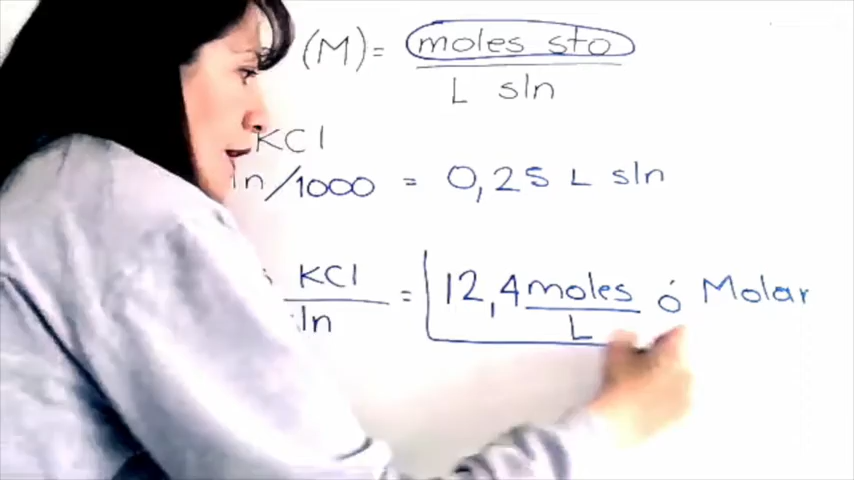 (M) = moles sto
L sln
KCl
ln/1000 = 0,25 L sln
KCl = 12,4 moles ó Molar
ln L